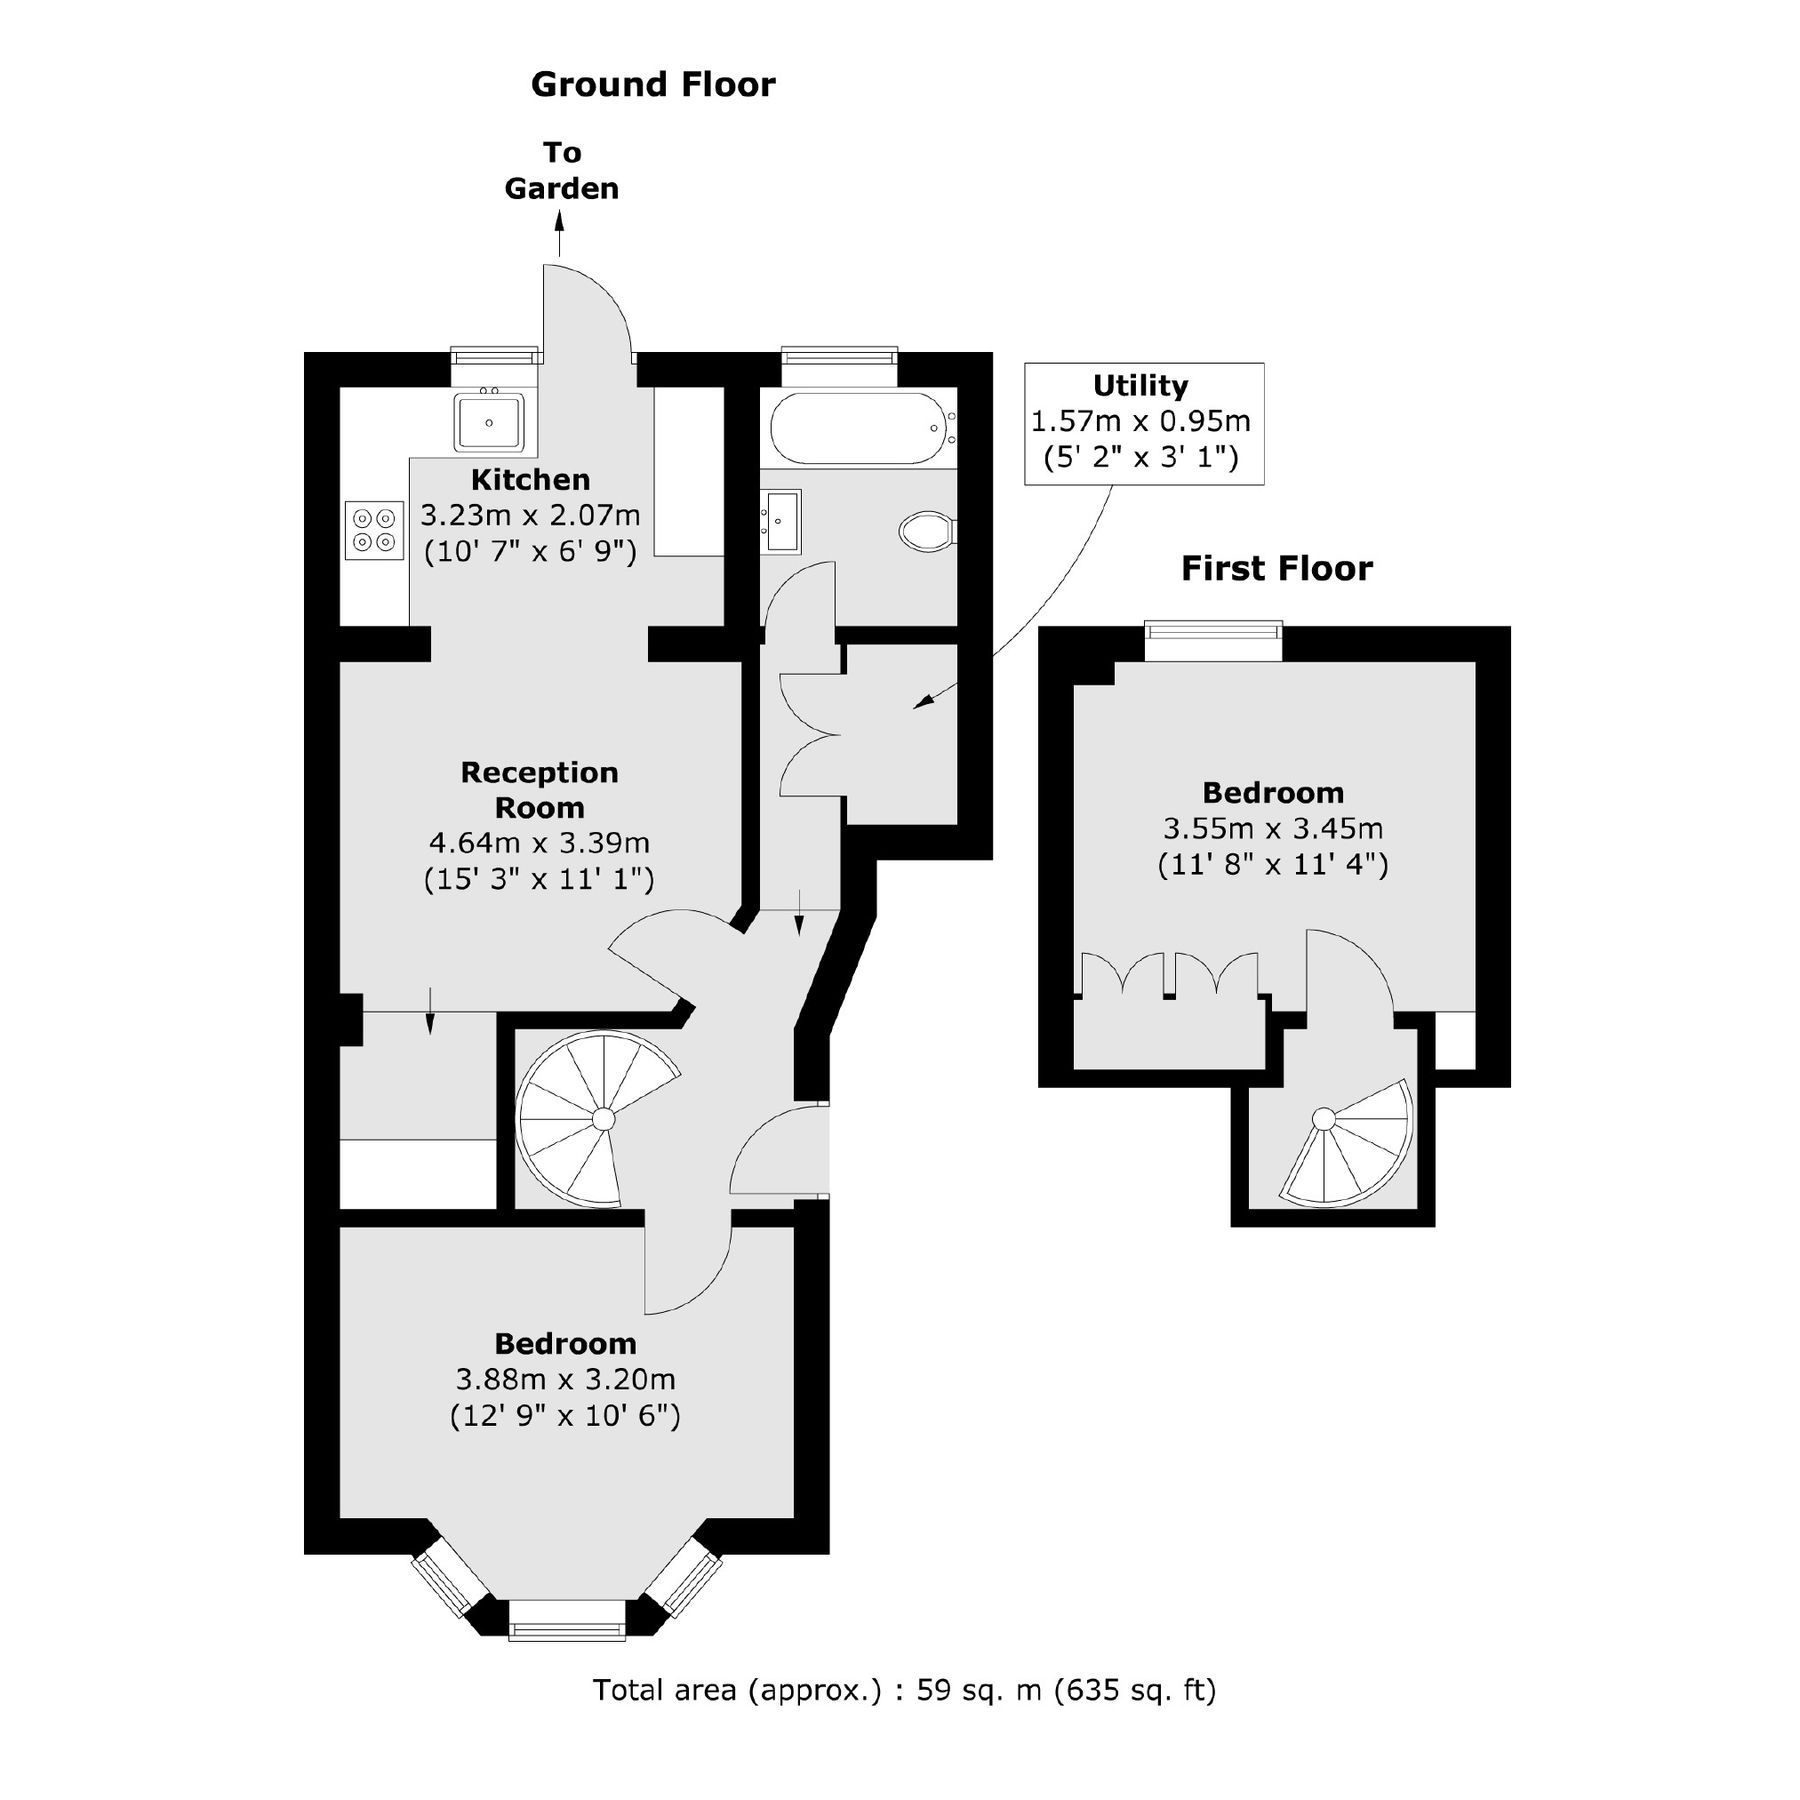 Ground Floor
To
Garden
Utility
1.57m x 0.95m
(5' 2" x 3' 1")
Kitchen
3.23m x 2.07m
(10' 7" x 6' 9")
First Floor
Reception
Room
4.64m x 3.39m
(15' 3" x 11' 1")
Bedroom
3.55m x 3.45m
(11' 8" x 11' 4")
Bedroom
3.88m x 3.20m
(12' 9" x 10' 6")
Total area (approx.) : 59 sq. m (635 sq. ft)